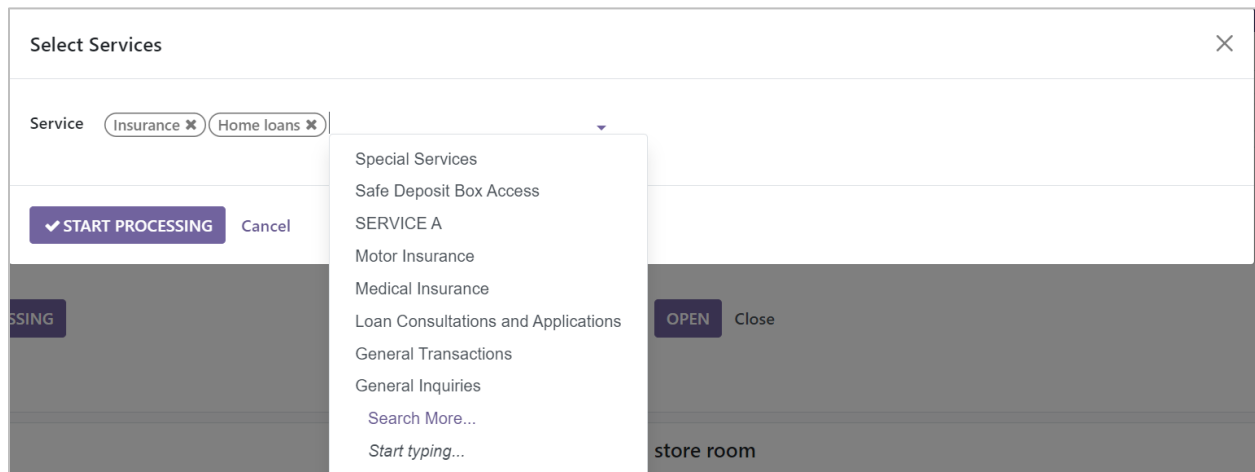 Select Services
Service Insurance ✖ Home loans ✖
Special Services
Safe Deposit Box Access
SERVICE A
✔START PROCESSING Cancel
Motor Insurance
Medical Insurance
Loan Consultations and Applications
General Transactions
General Inquiries
Search More...
Start typing...
SSING
OPEN Close
store room